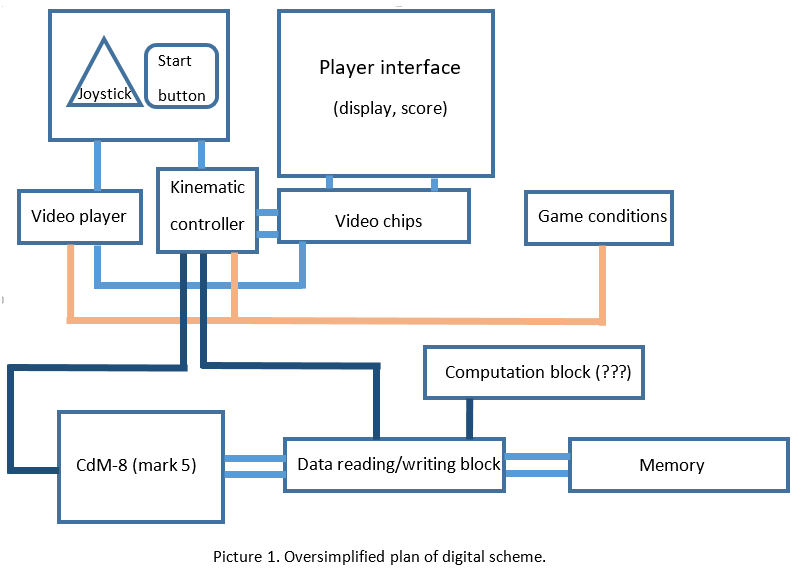 Joystick
Start
button
Player interface
(display, score)
Video player
Kinematic
controller
Video chips
Game conditions
Computation block (???)
CdM-8 (mark 5)
Data reading/writing block
Memory
Picture 1. Oversimplified plan of digital scheme.